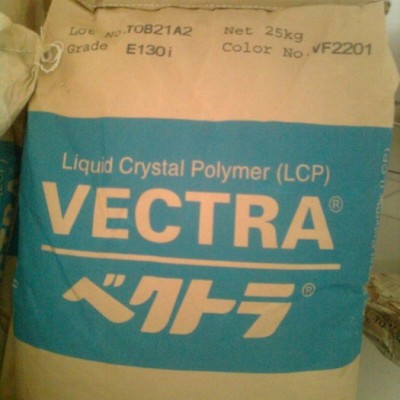 Lot No. TOB21A2 Net 25kg
Grade E130i Color No. VF2201
Liquid Crystal Polymer (LCP)
VECTRA®
ベクトラ®